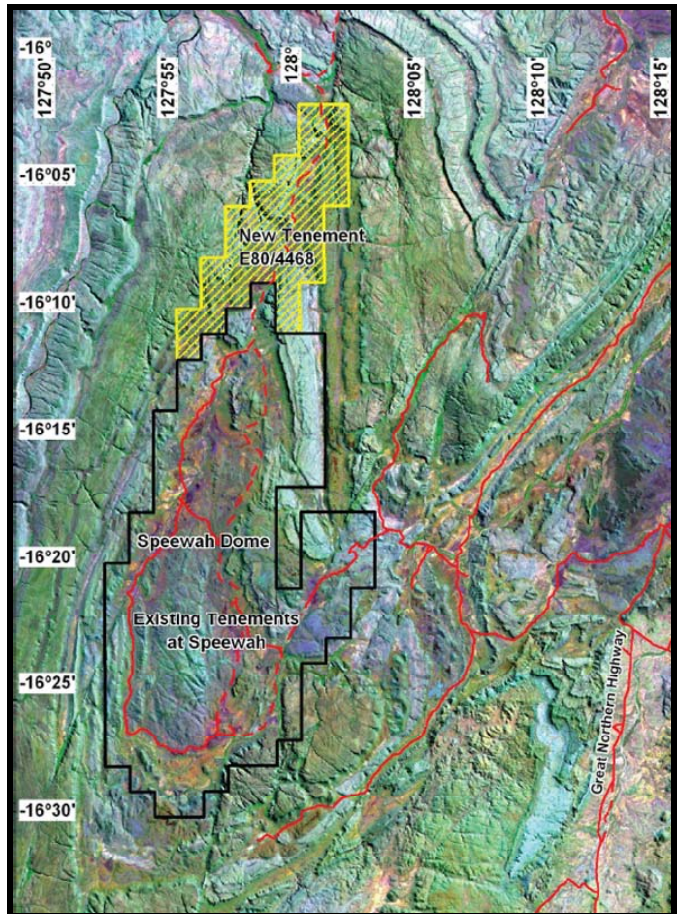 -16°
127°50'
127°55'
128°
128°05'
128°10'
128°15'
-16°05'
New Tenement
E80/4468
-16°10'
-16°15'
Speewah Dome
-16°20'
Existing Tenements
at Speewah
-16°25'
Great Northern Highway
-16°30'